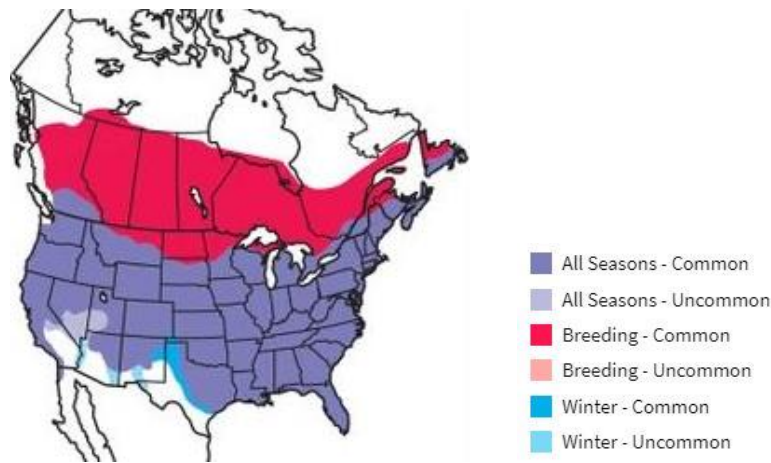 All Seasons - Common
All Seasons - Uncommon
Breeding - Common
Breeding - Uncommon
Winter - Common
Winter - Uncommon